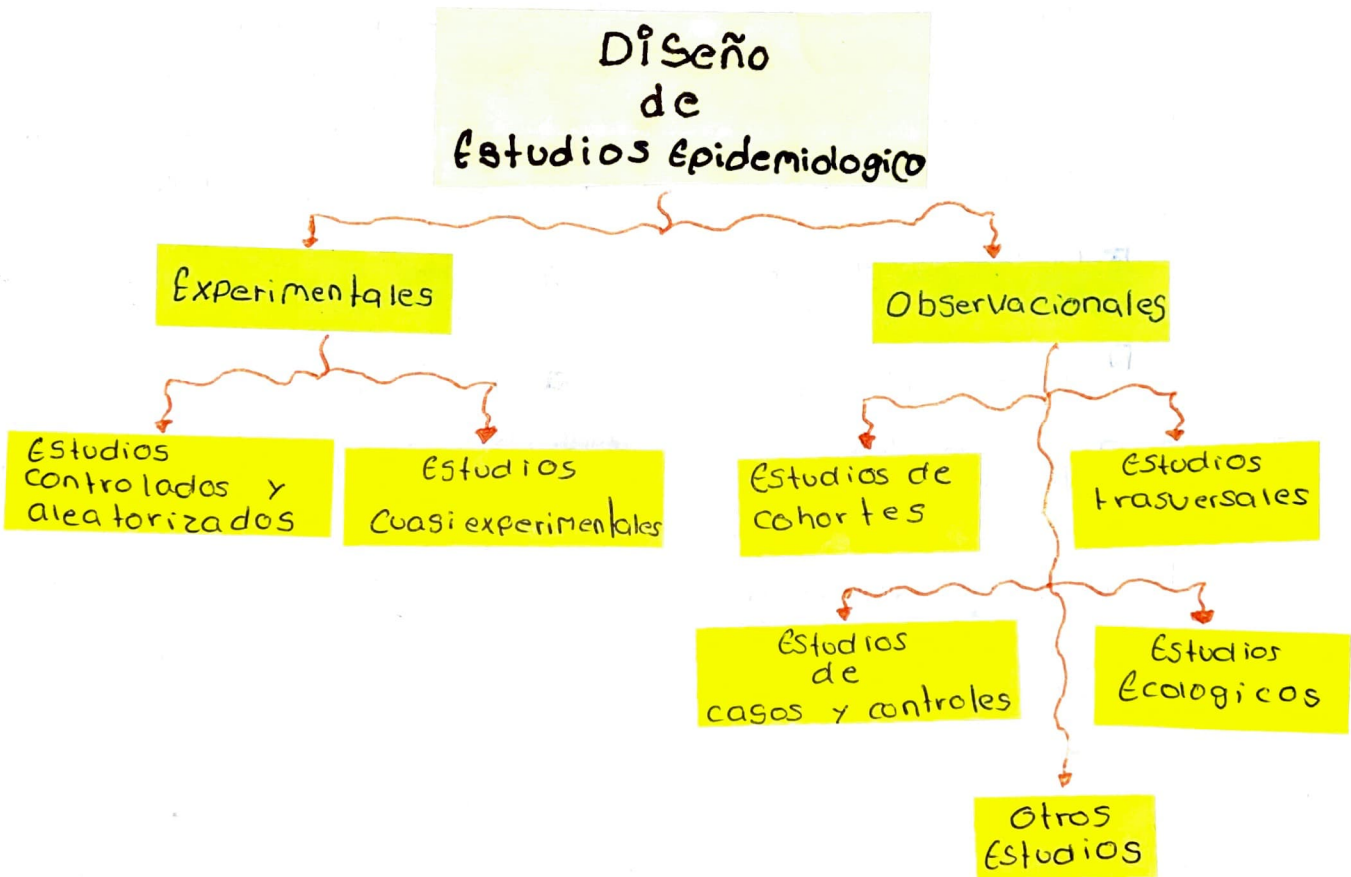 Diseño
de
Estudios Epidemiologico
Experimentales
Observacionales
Estudios
controlados y
aleatorizados
Estudios
Cuasiexperimentales
Estudios de
cohortes
Estudios
trasversales
Estudios
de
casos y controles
Estudios
Ecologicos
Otros
Estudios